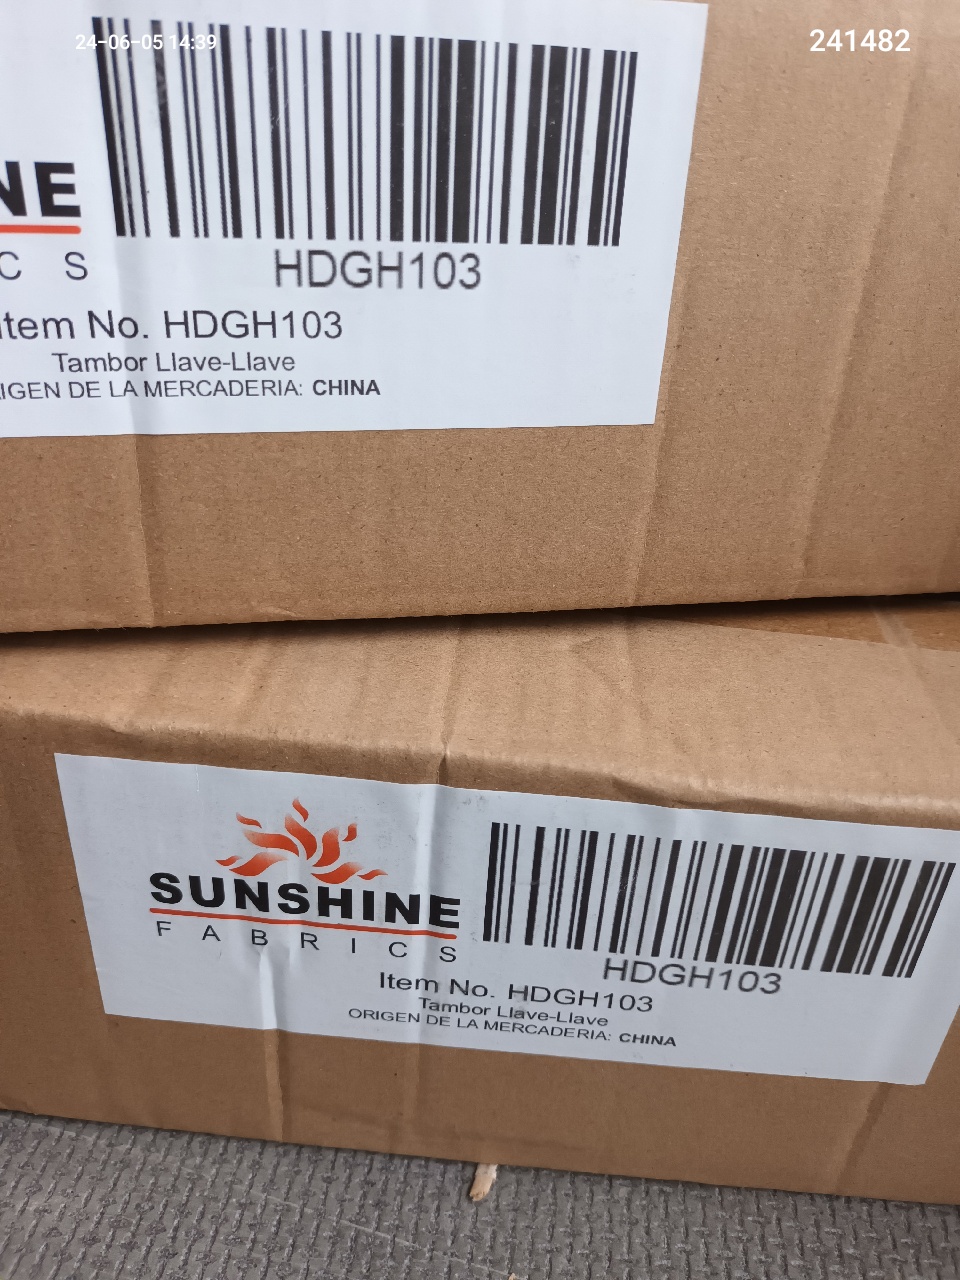 24-06-05 14:39
241482
NE
C S
HDGH103
Item No. HDGH103
Tambor Llave-Llave
IGEN DE LA MERCADERIA: CHINA
SUNSHINE
FABRICS
HDGH103
Item No. HDGH103
Tambor Llave-Llave
ORIGEN DE LA MERCADERIA: CHINA